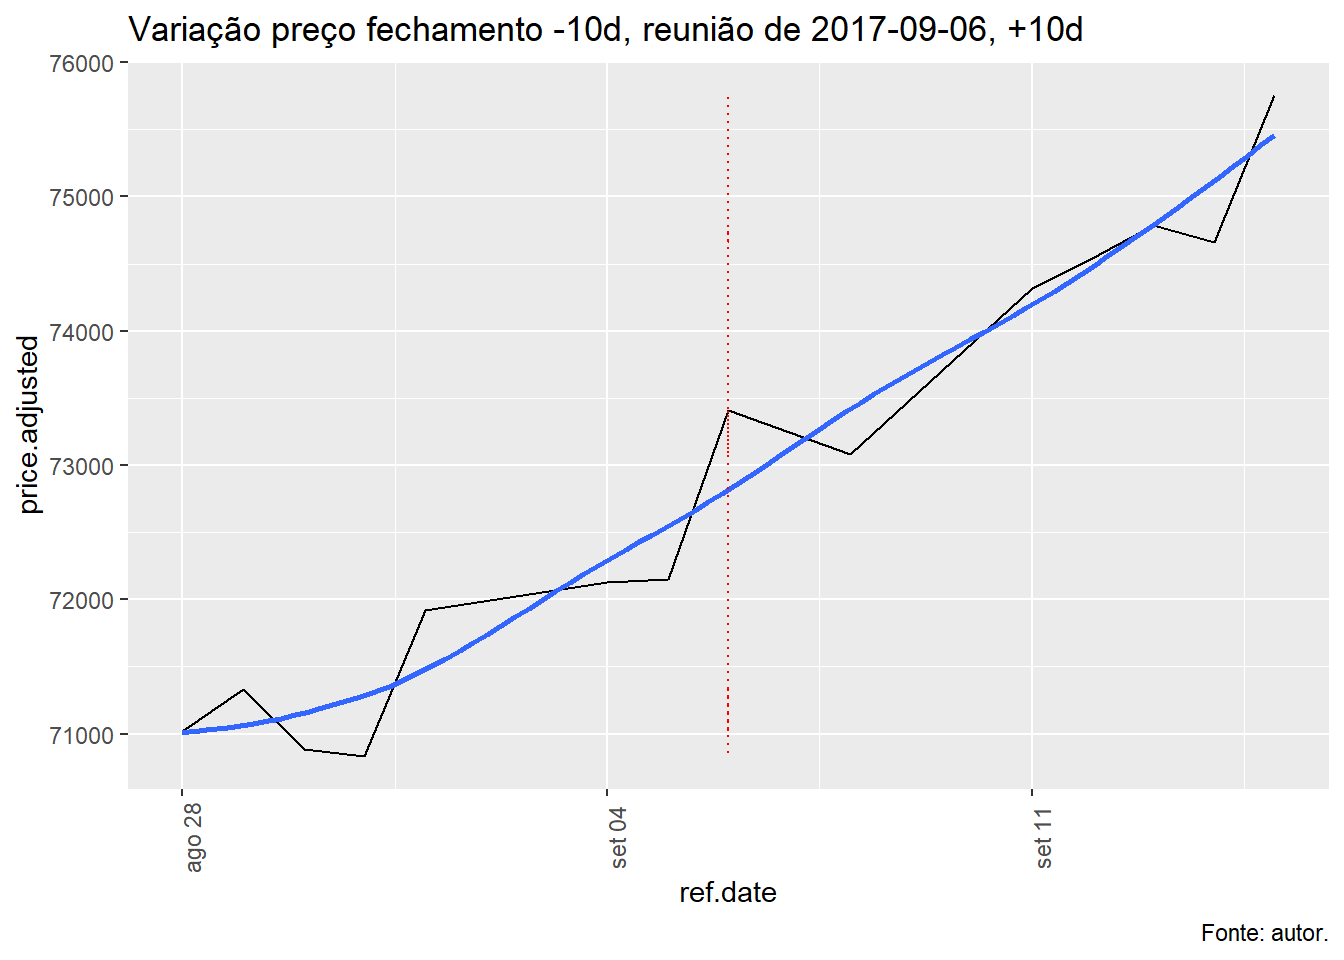 Variação preço fechamento -10d, reunião de 2017-09-06, +10d
76000
75000
74000
73000
72000
71000
price.adjusted
ago 28
set 04
set 11
ref.date
Fonte: autor.